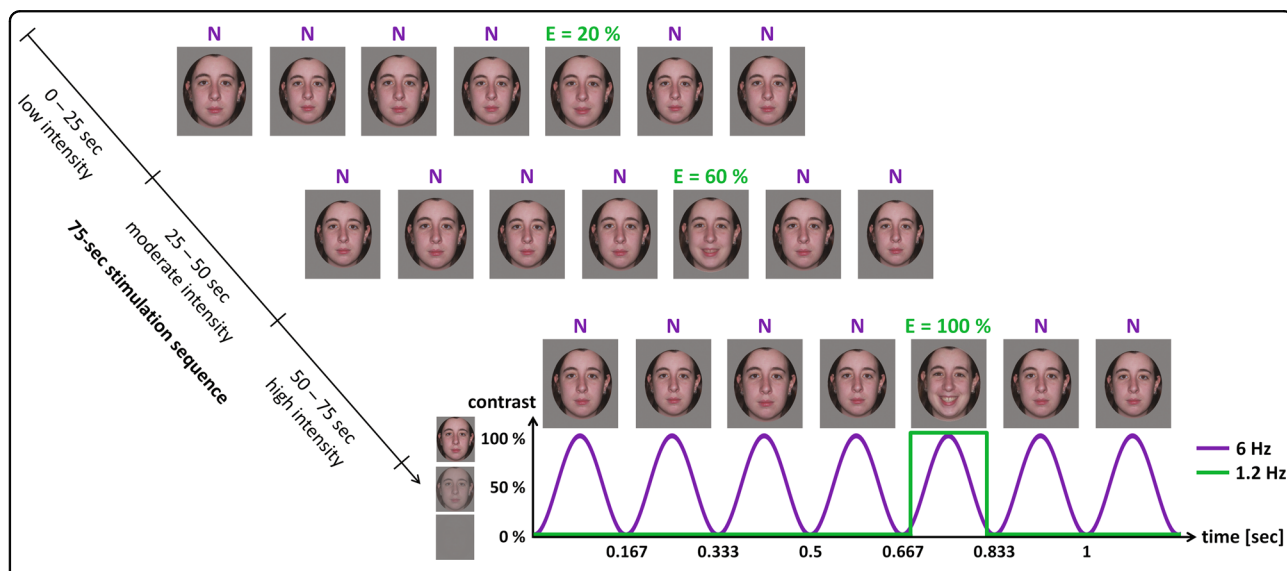 N N N N E = 20 % N N
0 – 25 sec
low intensity
N N N N E = 60 % N N
25 – 50 sec
moderate intensity
75-sec stimulation sequence
N N N N E = 100 % N N
50 – 75 sec
high intensity
contrast
100 %
50 %
0 %
6 Hz
1.2 Hz
time [sec]
0.167 0.333 0.5 0.667 0.833 1